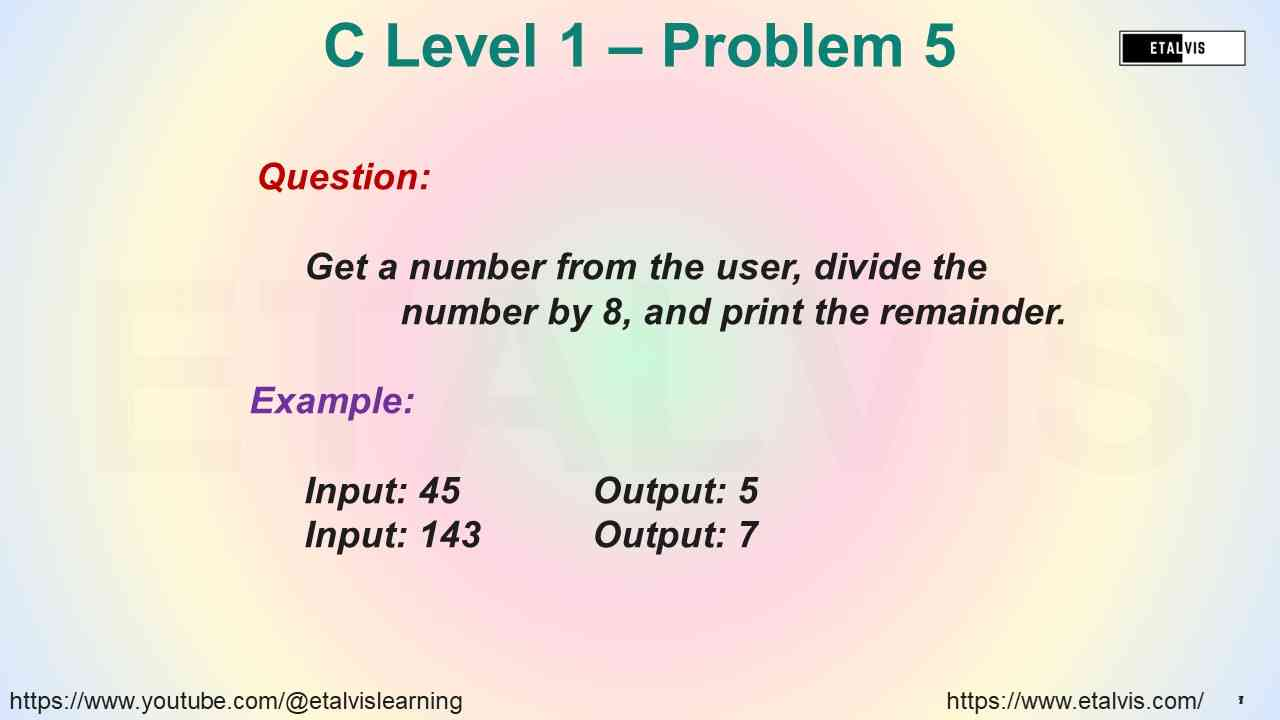 C Level 1 – Problem 5
ETALVIS
Question:
Get a number from the user, divide the
number by 8, and print the remainder.
Example:
Input: 45 Output: 5
Input: 143 Output: 7
ETALVIS
https://www.youtube.com/@etalvislearning
https://www.etalvis.com/